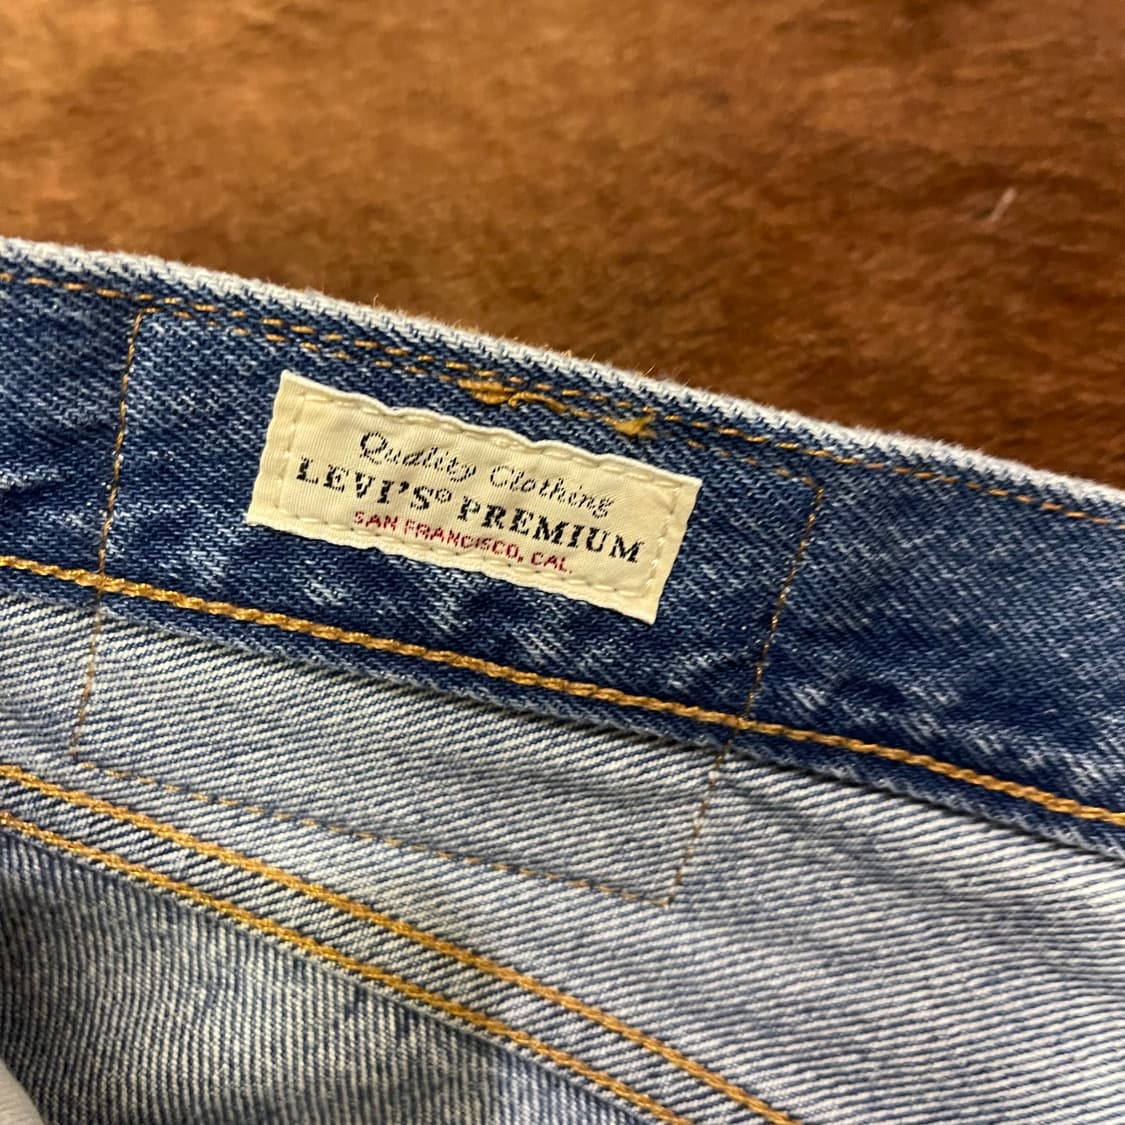 Quality Clothing
LEVI'S® PREMIUM
SAN FRANCISCO, CAL.